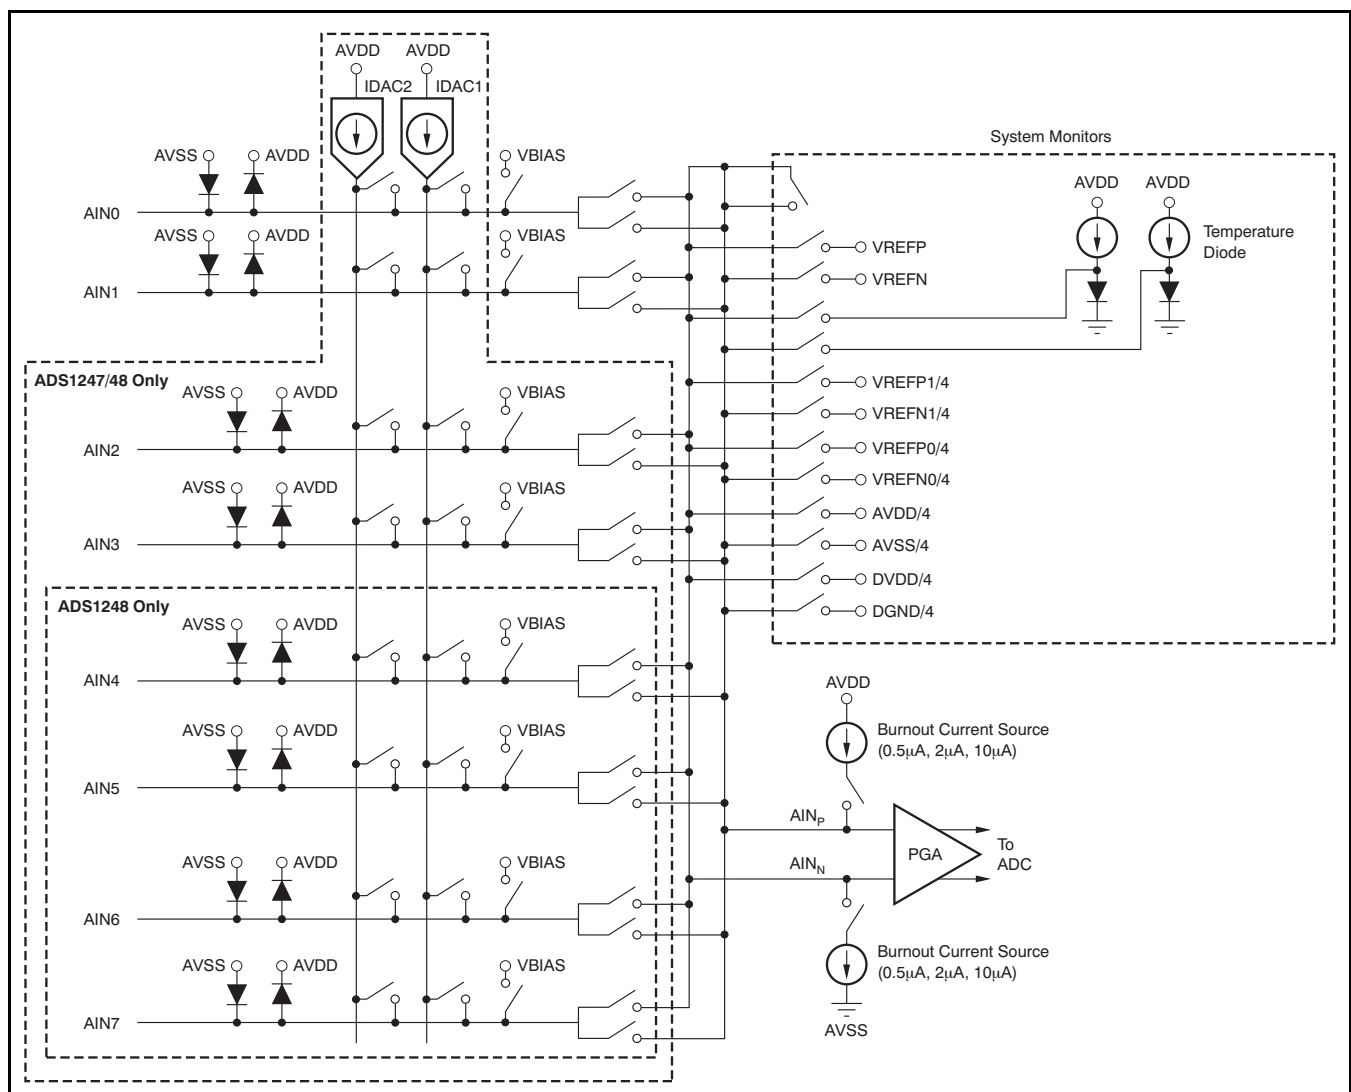 AVDD AVDD
IDAC2 IDAC1
System Monitors
AVSS AVDD VBIAS
AVDD AVDD
AIN0
Temperature
Diode
AVSS AVDD VBIAS
VREFP
VREFN
AIN1
ADS1247/48 Only
VREFP1/4
AVSS AVDD VBIAS
VREFN1/4
AIN2
VREFP0/4
VREFN0/4
AVSS AVDD VBIAS
AVDD/4
AIN3
AVSS/4
DVDD/4
ADS1248 Only
DGND/4
AVSS AVDD VBIAS
AIN4
AVDD
Burnout Current Source
(0.5μA, 2μA, 10μA)
AVSS AVDD VBIAS
AIN5
AINP
PGA
To
ADC
AINN
AVSS AVDD VBIAS
AIN6
Burnout Current Source
(0.5μA, 2μA, 10μA)
AVSS AVDD VBIAS
AIN7
AVSS